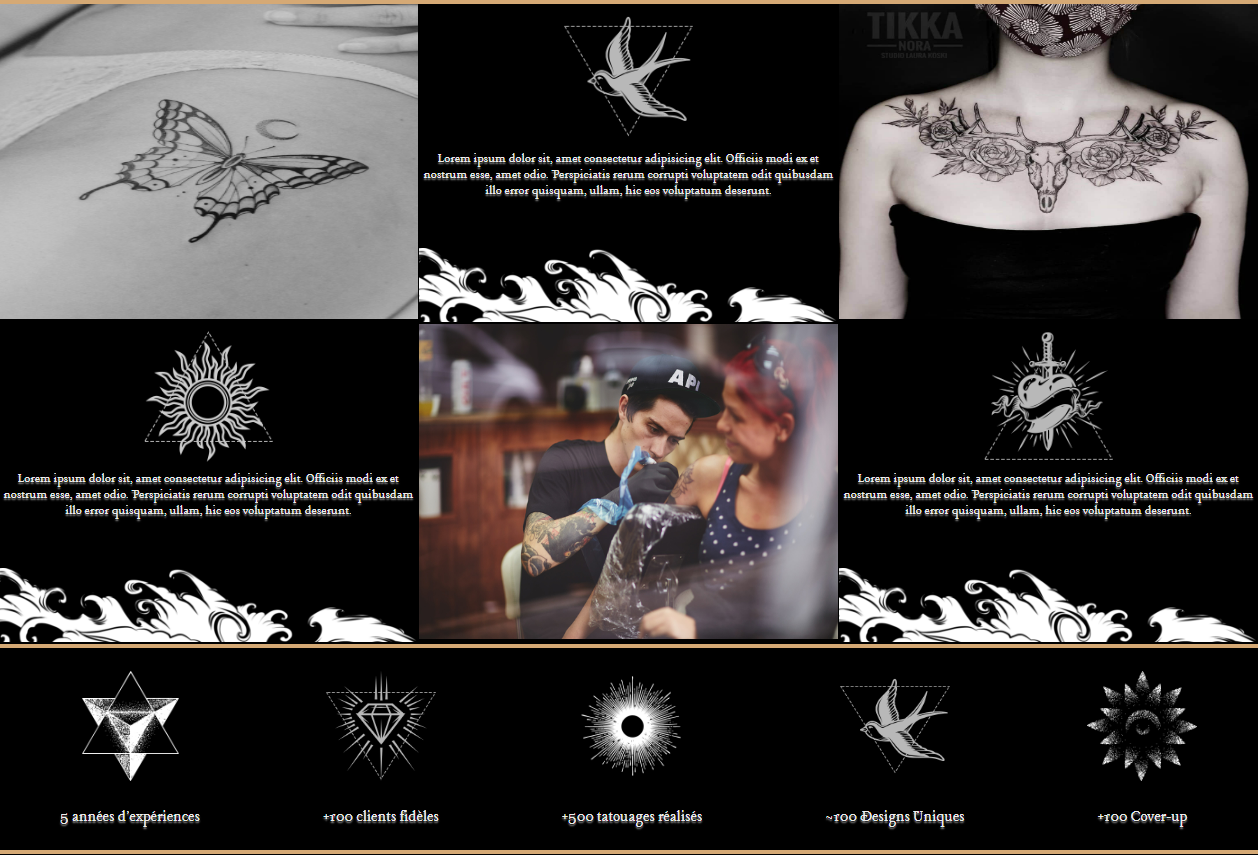 TIKKA
NORA
STUDIO LAURA KOSKI
Lorem ipsum dolor sit, amet consectetur adipisicing elit. Officiis modi ex et
nostrum esse, amet odio. Perspiciatis rerum corrupti voluptatem odit quibusdam
illo error quisquam, ullam, hic eos voluptatum deserunt.
API
Lorem ipsum dolor sit, amet consectetur adipisicing elit. Officiis modi ex et
nostrum esse, amet odio. Perspiciatis rerum corrupti voluptatem odit quibusdam
illo error quisquam, ullam, hic eos voluptatum deserunt.
Lorem ipsum dolor sit, amet consectetur adipisicing elit. Officiis modi ex et
nostrum esse, amet odio. Perspiciatis rerum corrupti voluptatem odit quibusdam
illo error quisquam, ullam, hic eos voluptatum deserunt.
5 années d'expériences
+100 clients fidèles
+500 tatouages réalisés
~100 Designs Uniques
+100 Cover-up